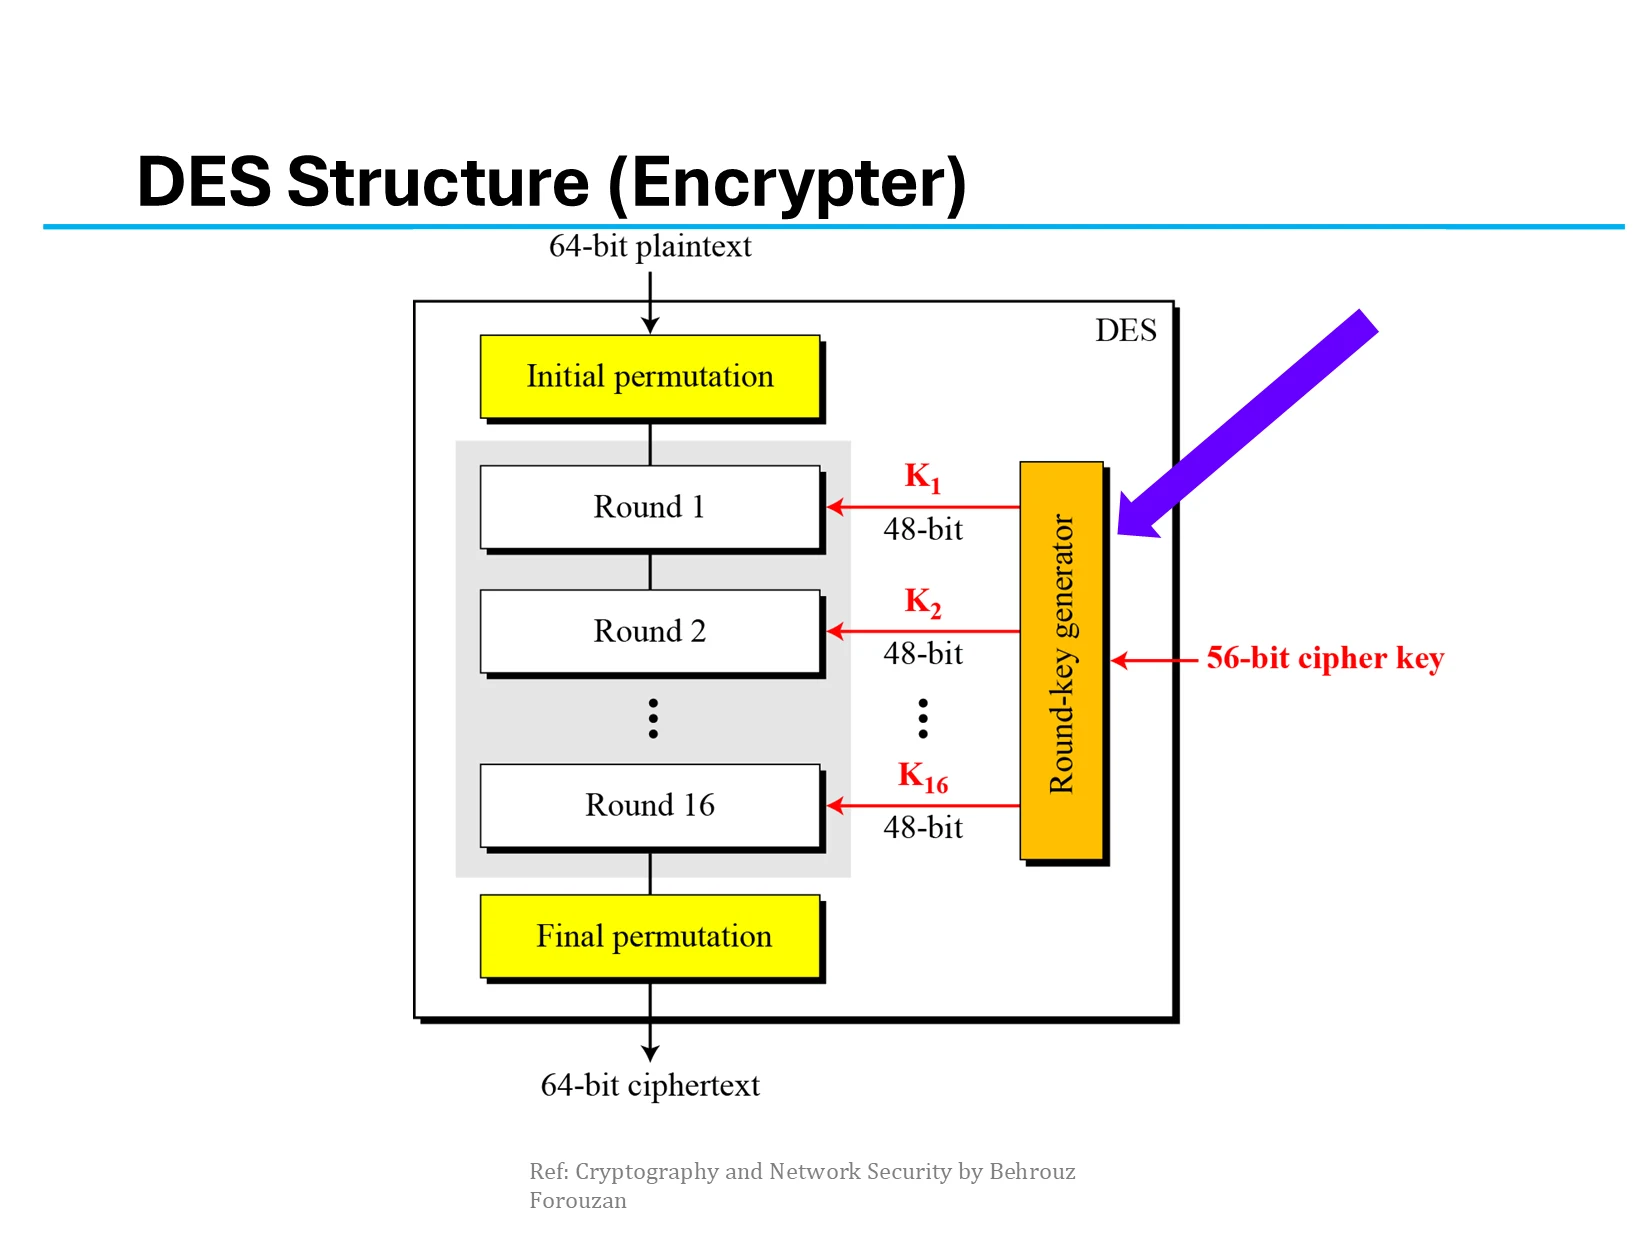 DES Structure (Encrypter)
64-bit plaintext
DES
Initial permutation
Round 1
K1
48-bit
Round 2
K2
48-bit
Round-key generator
56-bit cipher key
Round 16
K16
48-bit
Final permutation
64-bit ciphertext
Ref: Cryptography and Network Security by Behrouz
Forouzan